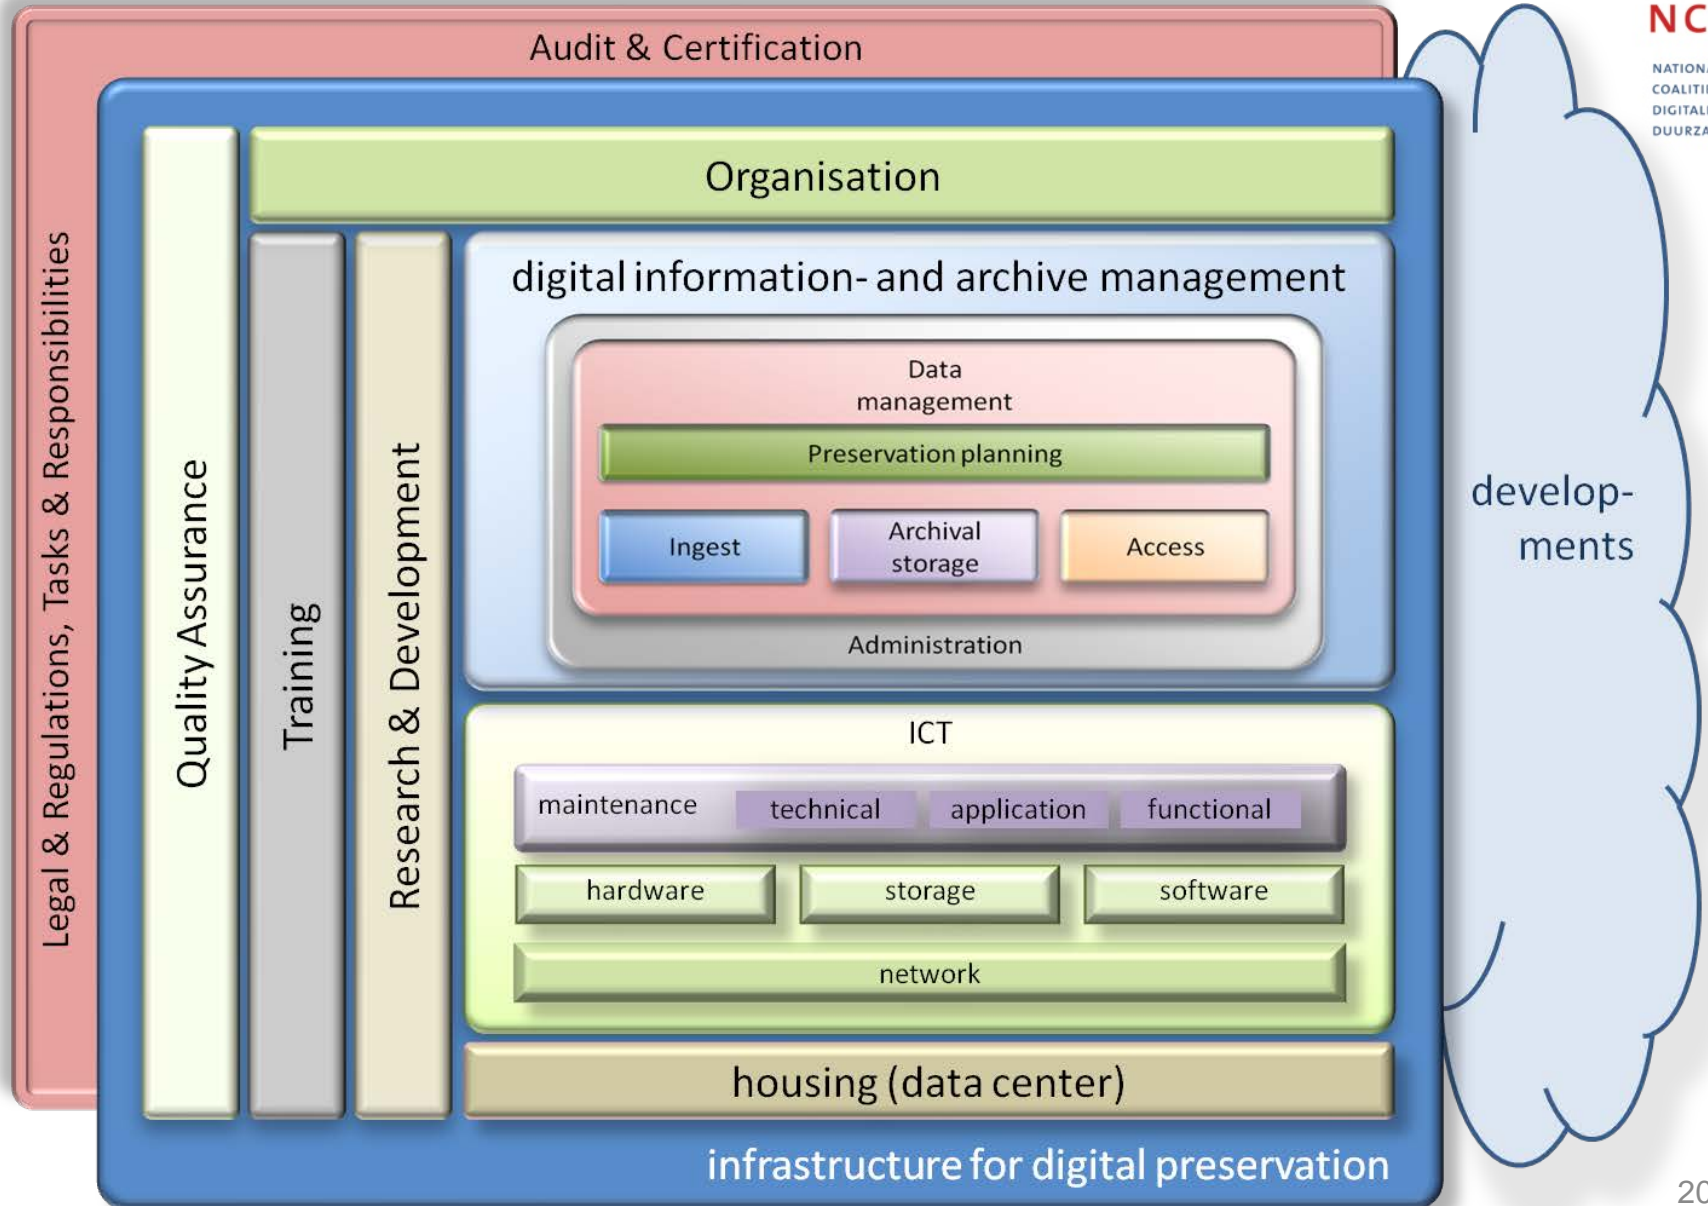 Audit & Certification
NC
NATION
COALITI
DIGITAL
DUURZA
Legal & Regulations, Tasks & Responsibilities
Quality Assurance
Organisation
Training
Research & Development
digital information- and archive management
Data
management
Preservation planning
Ingest
Archival
storage
Access
Administration
develop-
ments
ICT
maintenance technical application functional
hardware storage software
network
housing (data center)
infrastructure for digital preservation
20